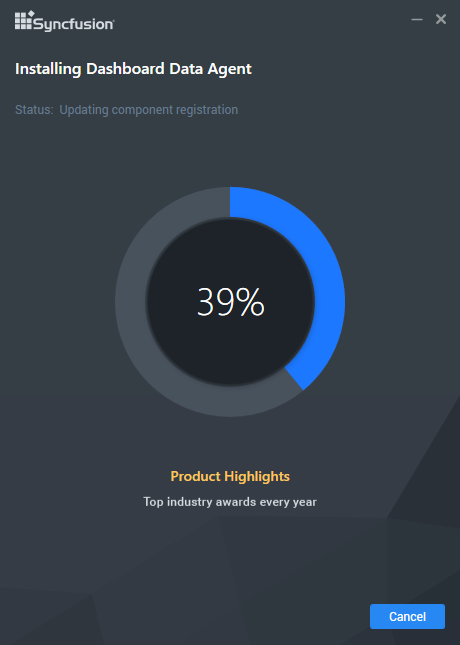 Syncfusion
Installing Dashboard Data Agent
Status: Updating component registration
39%
Product Highlights
Top industry awards every year
Cancel